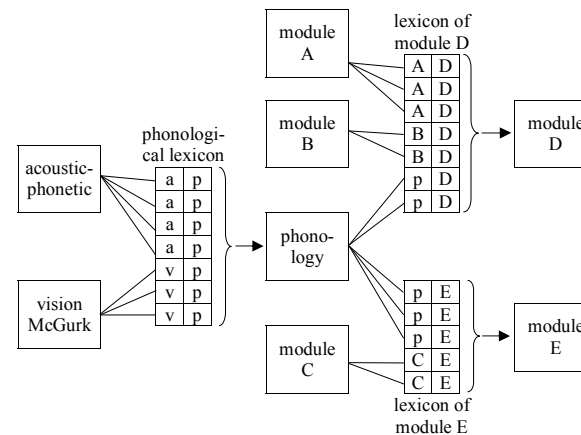 lexicon of
module D
module
A
A D
A D
A D
B D
B D
p D
p D
module
B
module
D
phonologi-
cal lexicon
acoustic-
phonetic
a p
a p
a p
a p
v p
v p
v p
phono-
logy
vision
McGurk
p E
p E
p E
C E
C E
module
C
module
E
lexicon of
module E